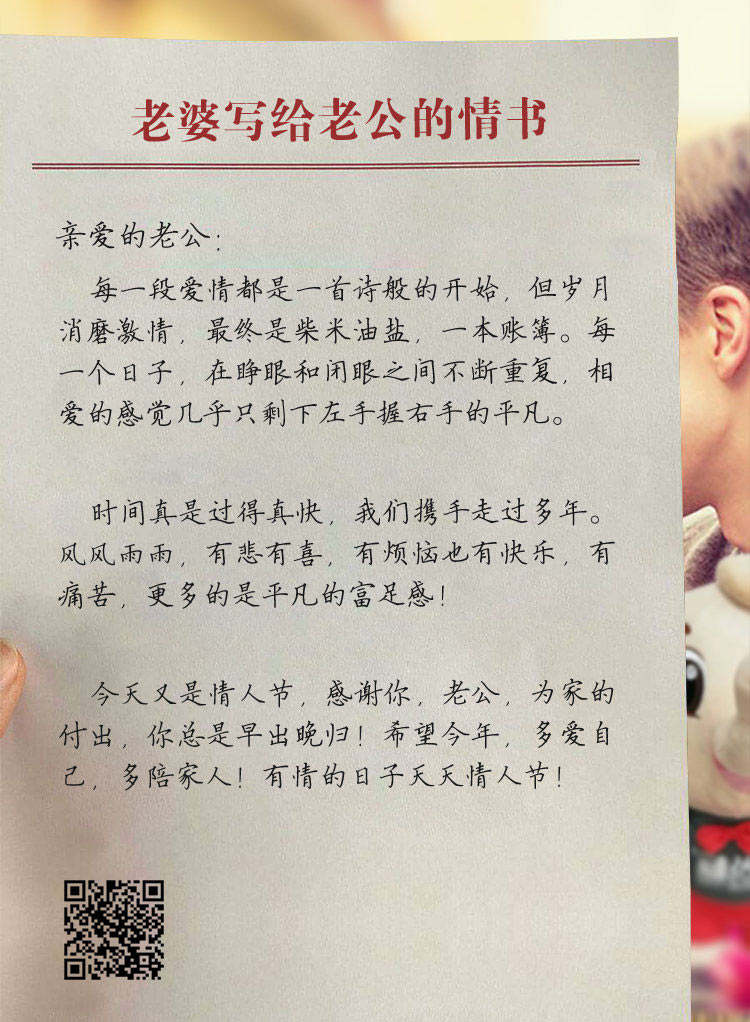 老婆写给老公的情书
亲爱的老公：
每一段爱情都是一首诗般的开始，但岁月
消磨激情，最终是柴米油盐，一本账簿。每
一个日子，在睁眼和闭眼之间不断重复，相
爱的感觉几乎只剩下左手握右手的平凡。
时间真是过得真快，我们携手走过多年。
风风雨雨，有悲有喜，有烦恼也有快乐，有
痛苦，更多的是平凡的富足感！
今天又是情人节，感谢你，老公，为家的
付出，你总是早出晚归！希望今年，多爱自
己，多陪家人！有情的日子天天情人节！